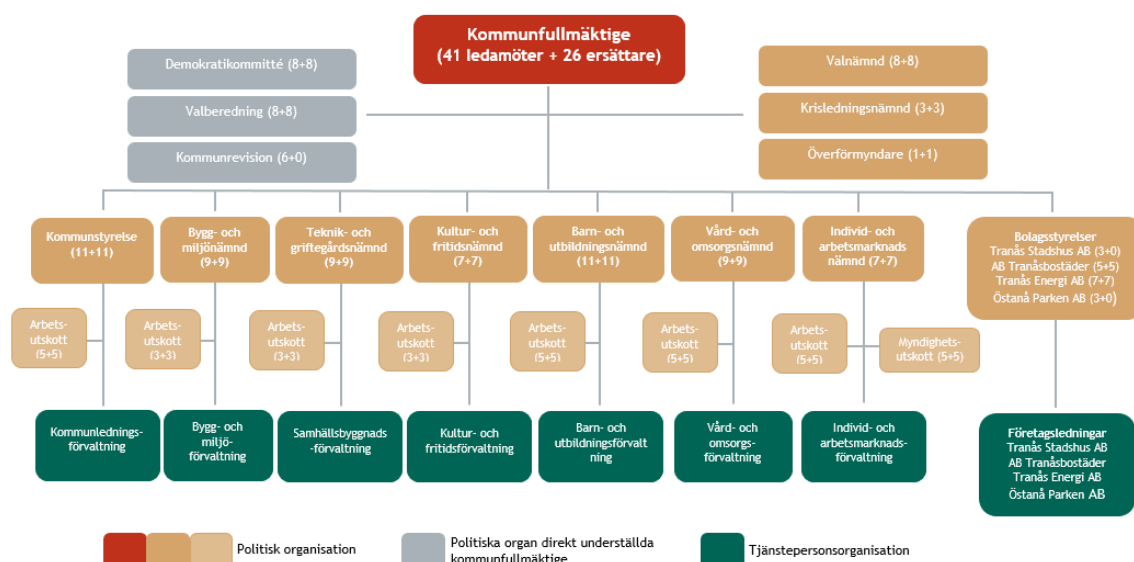 Kommunfullmäktige
(41 ledamöter + 26 ersättare)
Demokratikommitté (8+8)
Valberedning (8+8)
Kommunrevision (6+0)
Valnämnd (8+8)
Krisledningsnämnd (3+3)
Överförmyndare (1+1)
Kommunstyrelse
(11+11)
Bygg- och
miljönämnd
(9+9)
Teknik- och
griftegårdsnämnd
(9+9)
Kultur- och
fritidsnämnd
(7+7)
Barn- och
utbildningsnämnd
(11+11)
Vård- och
omsorgsnämnd
(9+9)
Individ- och
arbetsmarknads
nämnd (7+7)
Bolagsstyrelser
Tranås Stadshus AB (3+0)
AB Tranåsbostäder (5+5)
Tranås Energi AB (7+7)
Östanå Parken AB (3+0)
Arbets-
utskott
(5+5)
Arbets-
utskott
(3+3)
Arbets-
utskott
(3+3)
Arbets-
utskott
(3+3)
Arbets-
utskott
(5+5)
Arbets-
utskott
(5+5)
Arbets-
utskott
(5+5)
Myndighets-
utskott (5+5)
Kommunlednings-
förvaltning
Bygg- och
miljö-
förvaltning
Samhällsbyggnads
-förvaltning
Kultur- och
fritidsförvaltning
Barn- och
utbildningsförvalt
ning
Vård- och
omsorgs-
förvaltning
Individ- och
arbetsmarknads-
förvaltning
Företagsledningar
Tranås Stadshus AB
AB Tranåsbostäder
Tranås Energi AB
Östanå Parken AB
Politisk organisation
Politiska organ direkt underställda
kommunfullmäktige
Tjänstepersonsorganisation